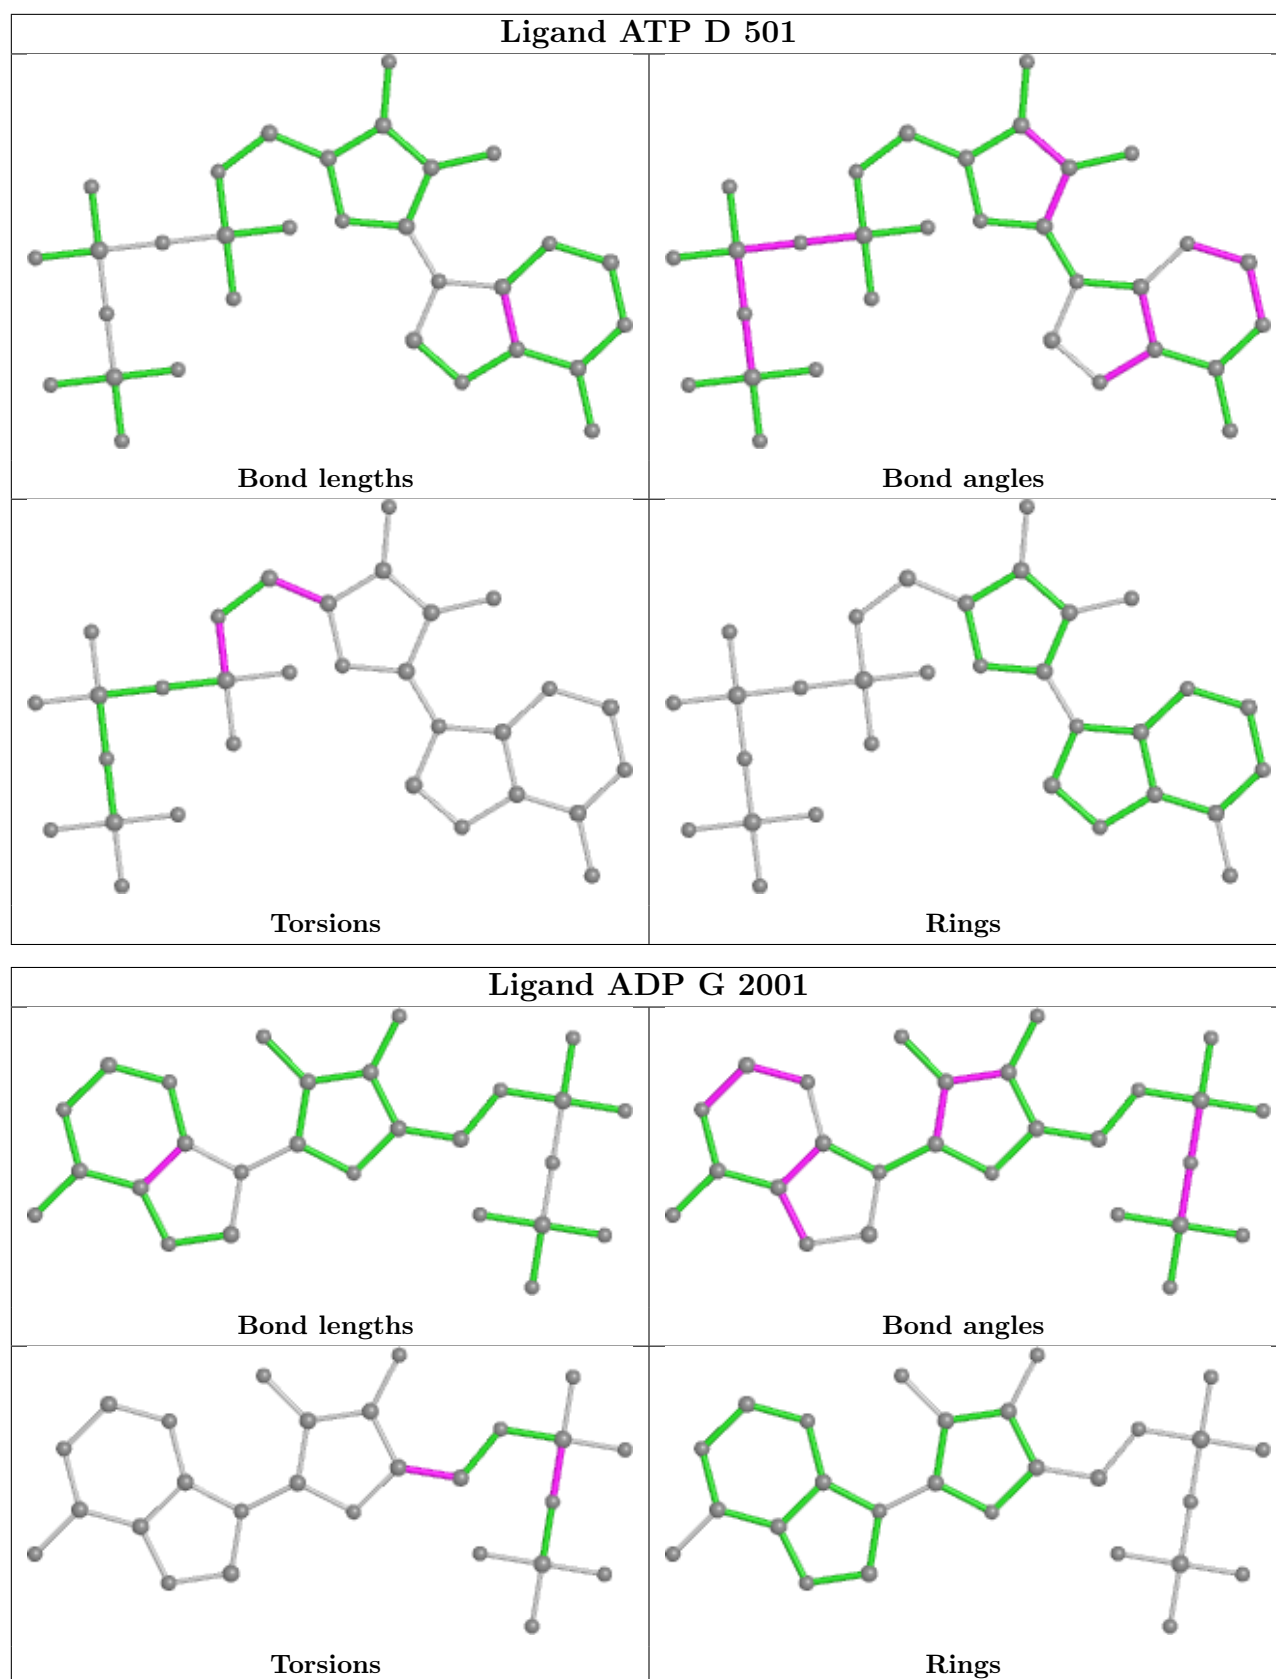 Ligand ATP D 501
Bond lengths
Bond angles
Torsions
Rings
Ligand ADP G 2001
Bond lengths
Bond angles
Torsions
Rings